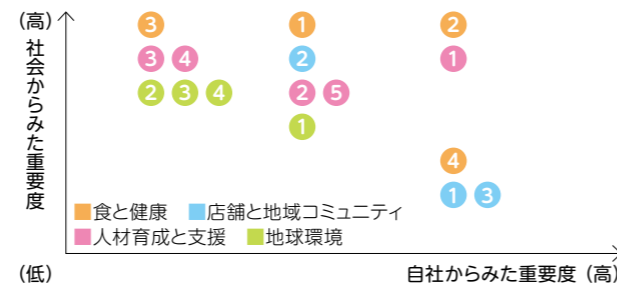 (高)
社会からみた重要度
3 1 2
3 4 2 1
2 3 4 2 5
1
4
1 3
■食と健康 ■店舗と地域コミュニティ
■人材育成と支援 ■地球環境
(低) 自社からみた重要度 (高)